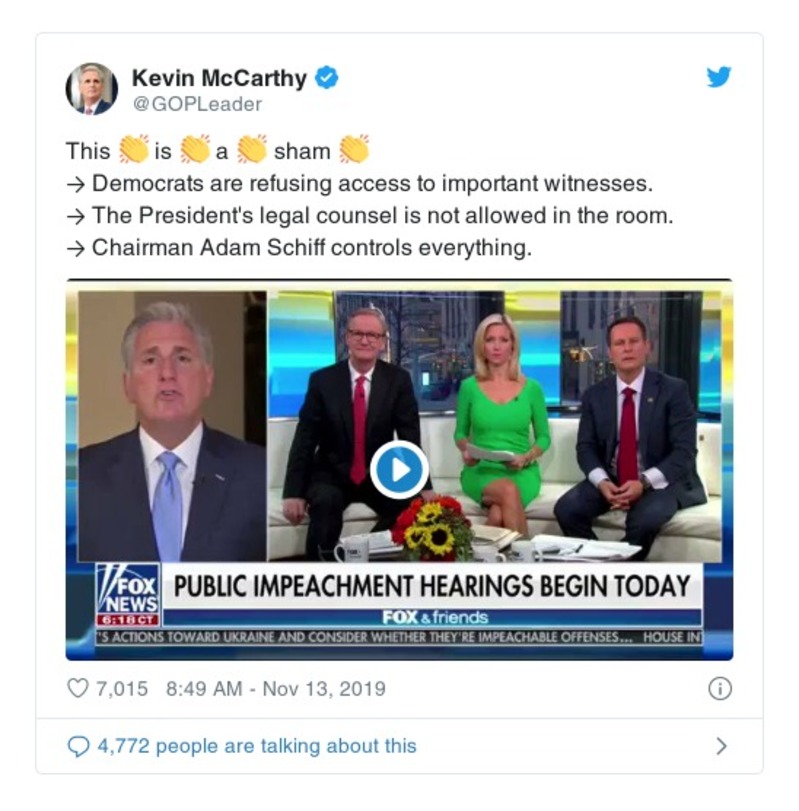 Kevin McCarthy
@GOPLeader
This 👏 is 👏 a 👏 sham 👏
→ Democrats are refusing access to important witnesses.
→ The President's legal counsel is not allowed in the room.
→ Chairman Adam Schiff controls everything.
FOX
NEWS
6:18 CT
PUBLIC IMPEACHMENT HEARINGS BEGIN TODAY
FOX & friends
'S ACTIONS TOWARD UKRAINE AND CONSIDER WHETHER THEY'RE IMPEACHABLE OFFENSES... HOUSE IN
7,015 8:49 AM - Nov 13, 2019
4,772 people are talking about this